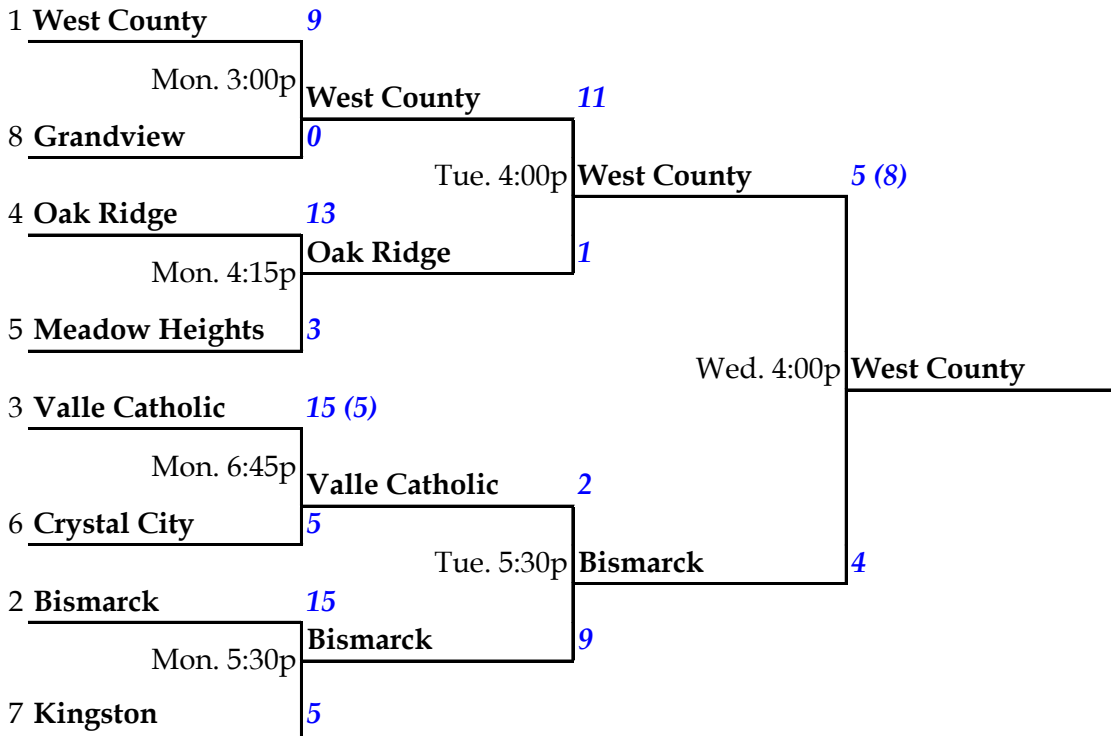 1 West County 9
Mon. 3:00p
West County 11
8 Grandview 0
Tue. 4:00p West County 5 (8)
4 Oak Ridge 13
Oak Ridge 1
Mon. 4:15p
5 Meadow Heights 3
Wed. 4:00p West County
3 Valle Catholic 15 (5)
Mon. 6:45p
Valle Catholic 2
6 Crystal City 5
Tue. 5:30p Bismarck 4
2 Bismarck 15
Bismarck 9
Mon. 5:30p
7 Kingston 5